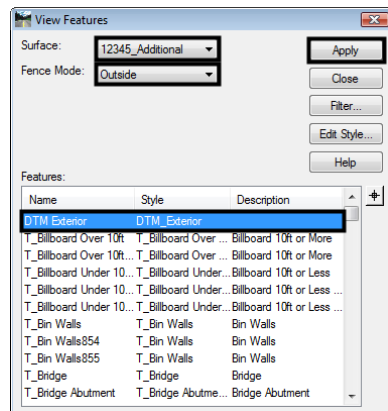 View Features
Surface: 12345_Additional Apply
Fence Mode: Outside Close
Filter...
Edit Style...
Help
Features:
Name Style Description
DTM Exterior DTM_Exterior
T_Billboard Over 10ft T_Billboard Over ... Billboard 10ft or More
T_Billboard Over 10ft... T_Billboard Over ... Billboard 10ft or More
T_Billboard Under 10... T_Billboard Under... Billboard 10ft or Less
T_Billboard Under 10... T_Billboard Under... Billboard 10ft or Less ...
T_Billboard Under 10... T_Billboard Under... Billboard 10ft or Less ...
T_Bin Walls T_Bin Walls Bin Walls
T_Bin Walls854 T_Bin Walls Bin Walls
T_Bin Walls855 T_Bin Walls Bin Walls
T_Bridge T_Bridge Bridge
T_Bridge Abutment T_Bridge Abutme... Bridge Abutment